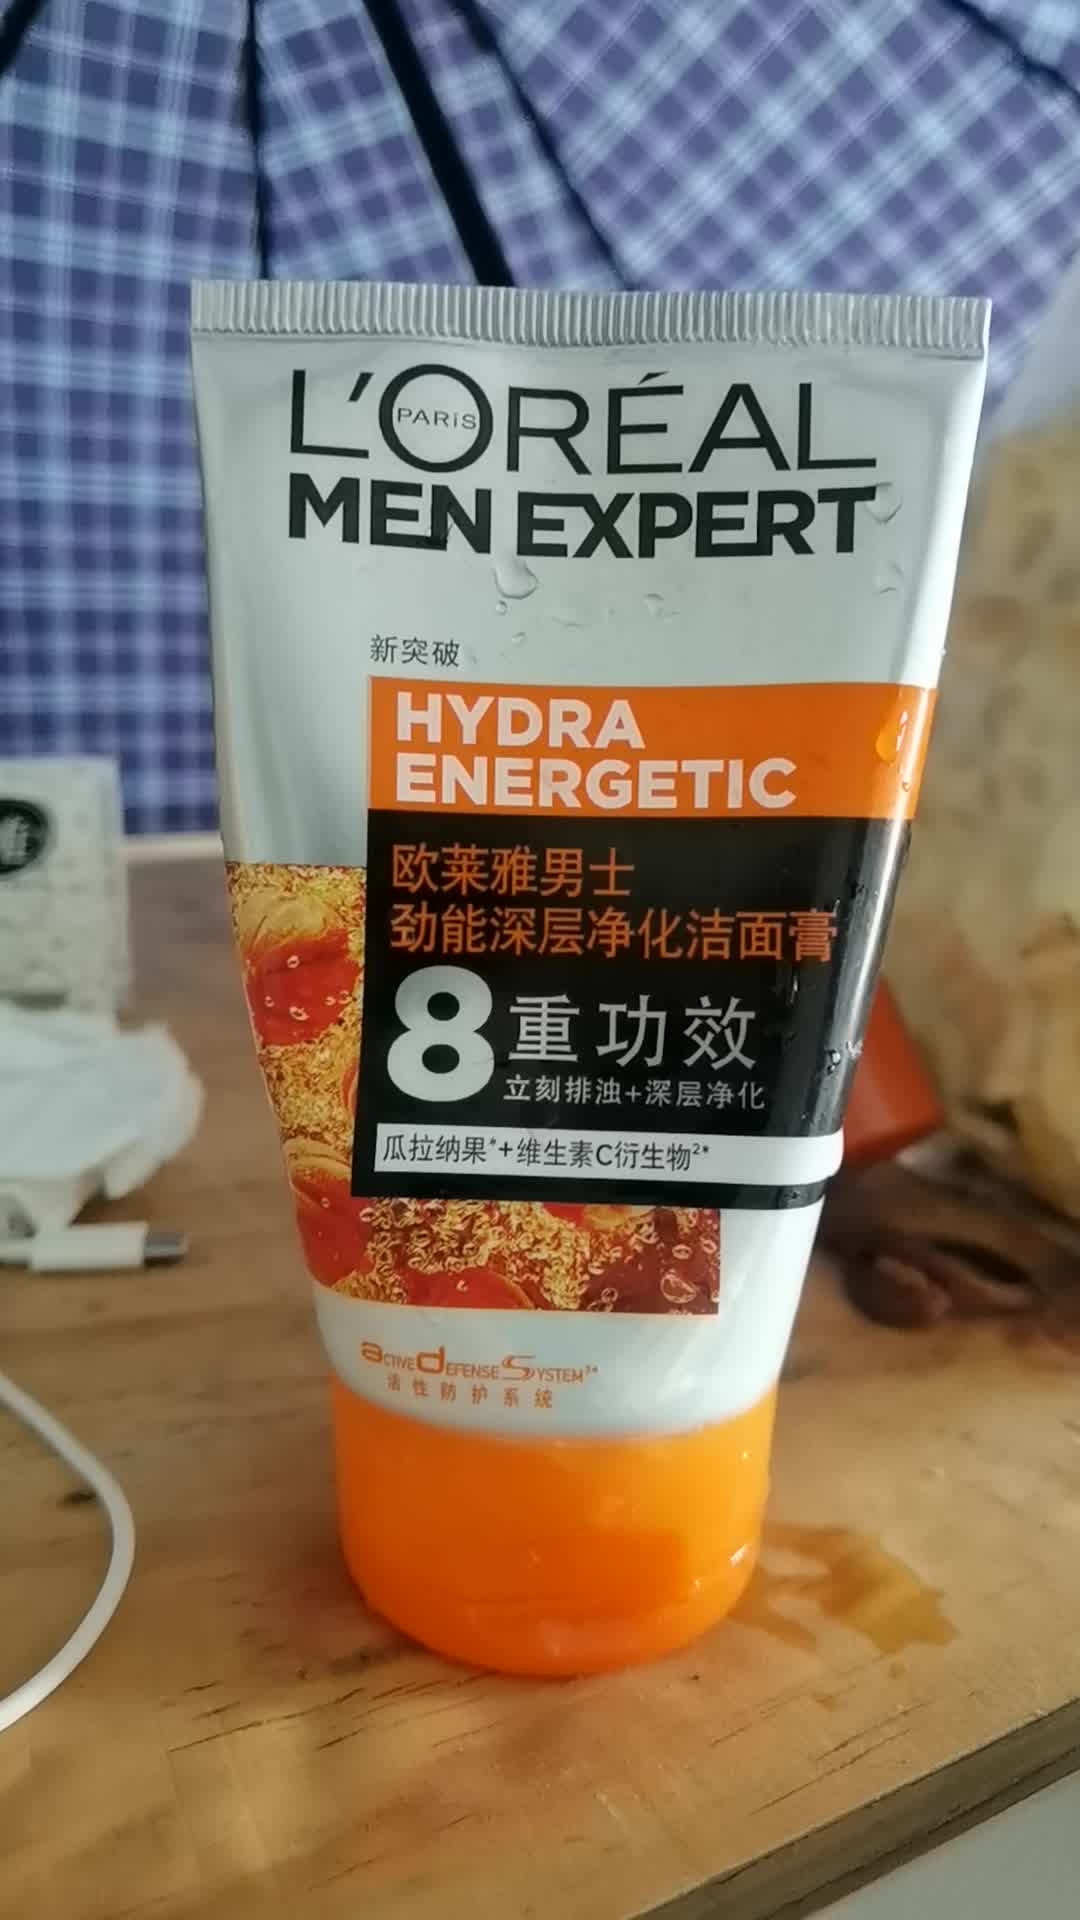 L'ORÉAL
PARIS
MEN EXPERT
新突破
HYDRA
ENERGETIC
欧莱雅男士
劲能深层净化洁面膏
8重功效
立刻排浊+深层净化
瓜拉纳果*+维生素C衍生物2*
ACTIVE DEFENSE SYSTEM
活性防护系统